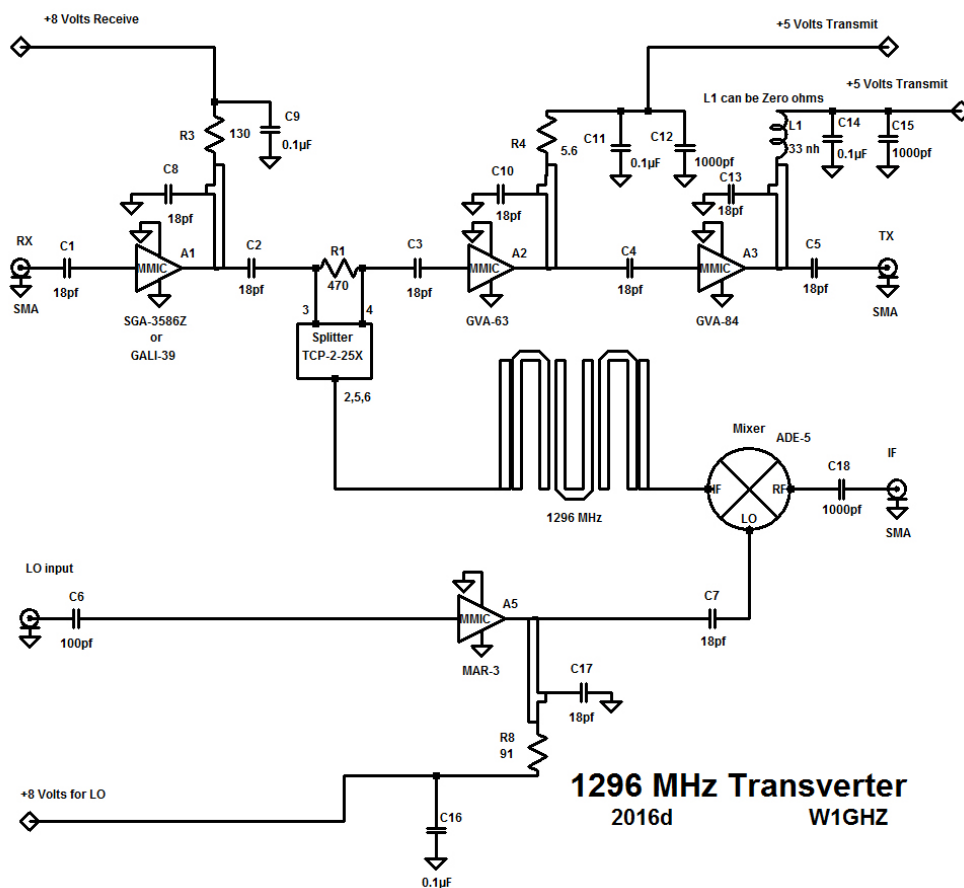 +8 Volts Receive
+5 Volts Transmit
+5 Volts Transmit
L1 can be Zero ohms
R3
130
C9
0.1µF
R4
5.6
C11
0.1µF
C12
1000pf
L1
33 nh
C14
0.1µF
C15
1000pf
C8
18pf
C10
18pf
C13
18pf
RX
SMA
C1
18pf
MMIC
A1
SGA-3586Z
or
GALI-39
C2
18pf
R1
470
3
4
Splitter
TCP-2-25X
2,5,6
C3
18pf
MMIC
A2
GVA-63
C4
18pf
MMIC
A3
GVA-84
C5
18pf
TX
SMA
1296 MHz
Mixer
ADE-5
IF
RF
LO
C18
1000pf
IF
SMA
LO input
C6
100pf
MMIC
A5
MAR-3
C7
18pf
C17
18pf
R8
91
+8 Volts for LO
C16
0.1µF
1296 MHz Transverter
2016d W1GHZ